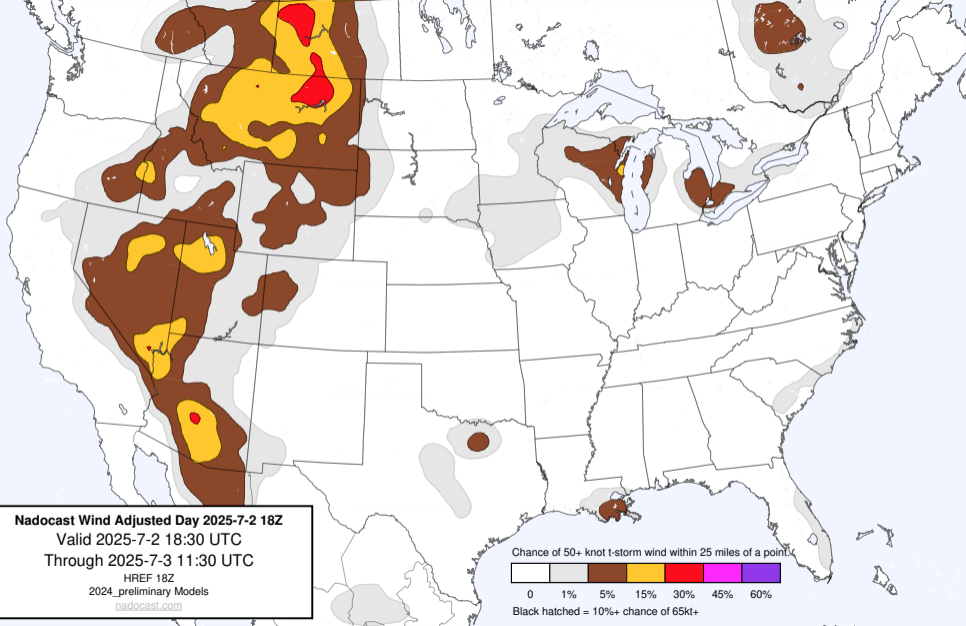 Nadocast Wind Adjusted Day 2025-7-2 18Z
Valid 2025-7-2 18:30 UTC
Through 2025-7-3 11:30 UTC
HREF 18Z
2024_preliminary Models
nadocast.com
Chance of 50+ knot t-storm wind within 25 miles of a point.
0 1% 5% 15% 30% 45% 60%
Black hatched = 10%+ chance of 65kt+